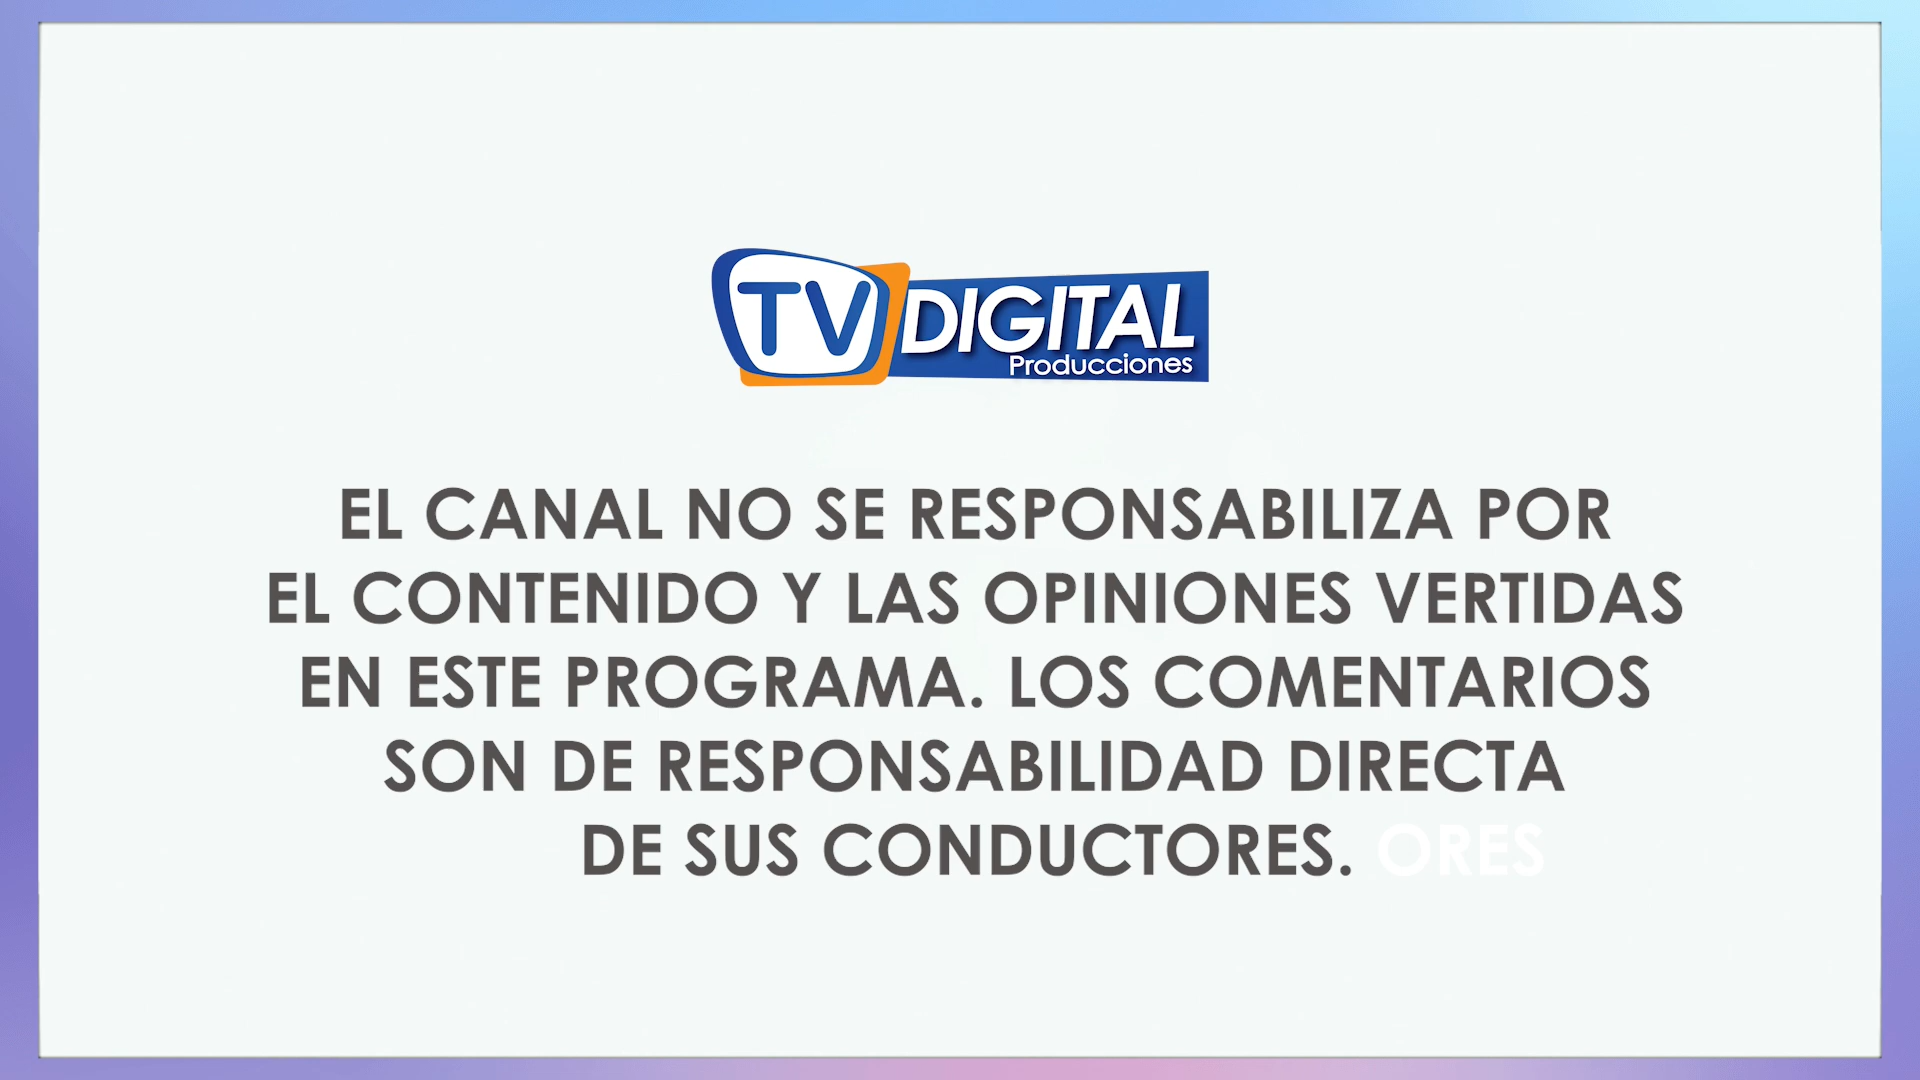 TV DIGITAL
Producciones
EL CANAL NO SE RESPONSABILIZA POR
EL CONTENIDO Y LAS OPINIONES VERTIDAS
EN ESTE PROGRAMA. LOS COMENTARIOS
SON DE RESPONSABILIDAD DIRECTA
DE SUS CONDUCTORES. ORES